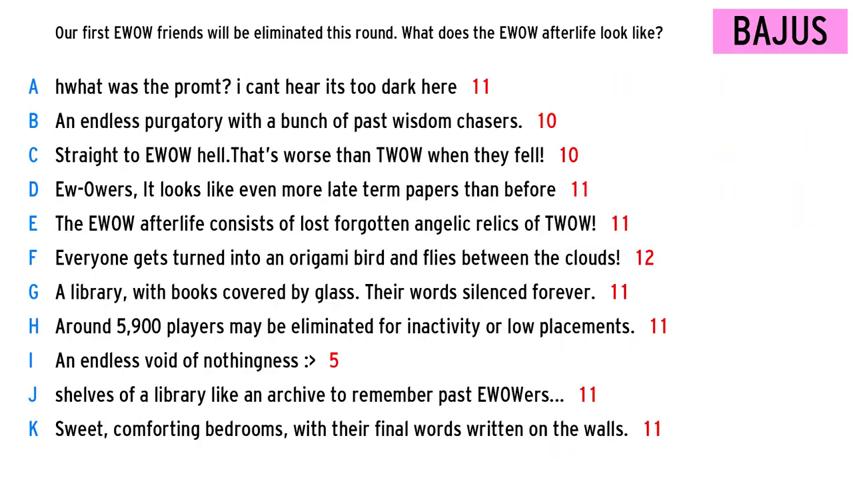 Our first EWOW friends will be eliminated this round. What does the EWOW afterlife look like?
BAJUS
A hwhat was the promt? i cant hear its too dark here 11
B An endless purgatory with a bunch of past wisdom chasers. 10
C Straight to EWOW hell.That's worse than TWOW when they fell! 10
D Ew-Owers, It looks like even more late term papers than before 11
E The EWOW afterlife consists of lost forgotten angelic relics of TWOW! 11
F Everyone gets turned into an origami bird and flies between the clouds! 12
G A library, with books covered by glass. Their words silenced forever. 11
H Around 5,900 players may be eliminated for inactivity or low placements. 11
I An endless void of nothingness :> 5
J shelves of a library like an archive to remember past EWOWers... 11
K Sweet, comforting bedrooms, with their final words written on the walls. 11